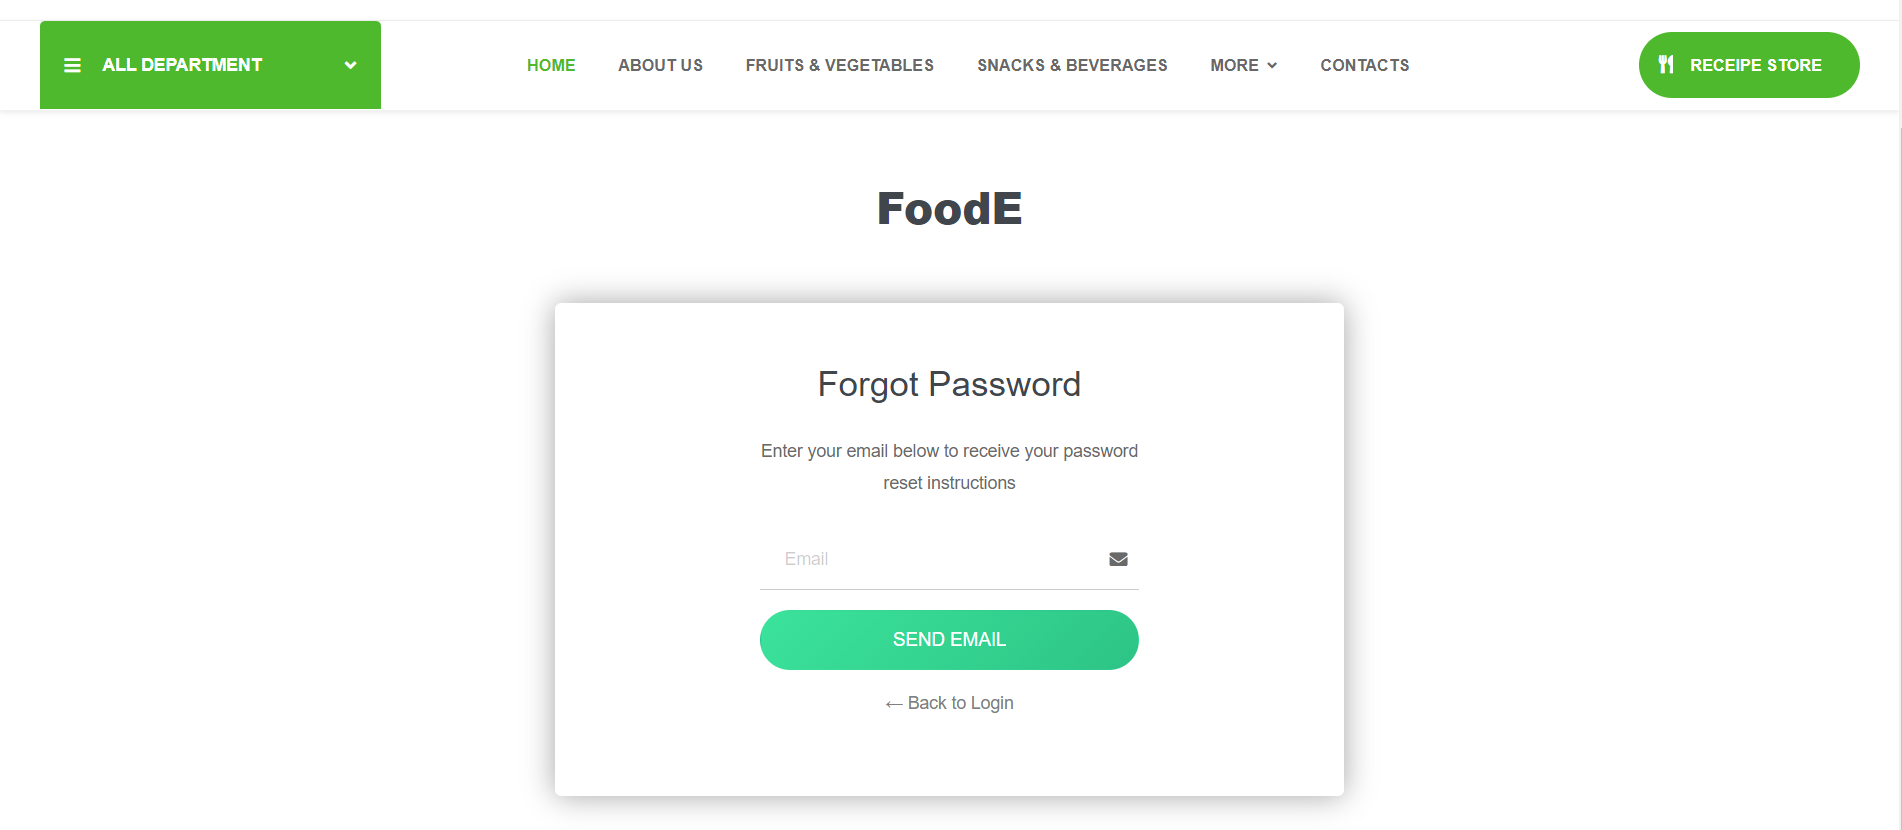 ALL DEPARTMENT
HOME ABOUT US FRUITS & VEGETABLES SNACKS & BEVERAGES MORE CONTACTS
RECEIPE STORE
FoodE
Forgot Password
Enter your email below to receive your password
reset instructions
Email
SEND EMAIL
← Back to Login